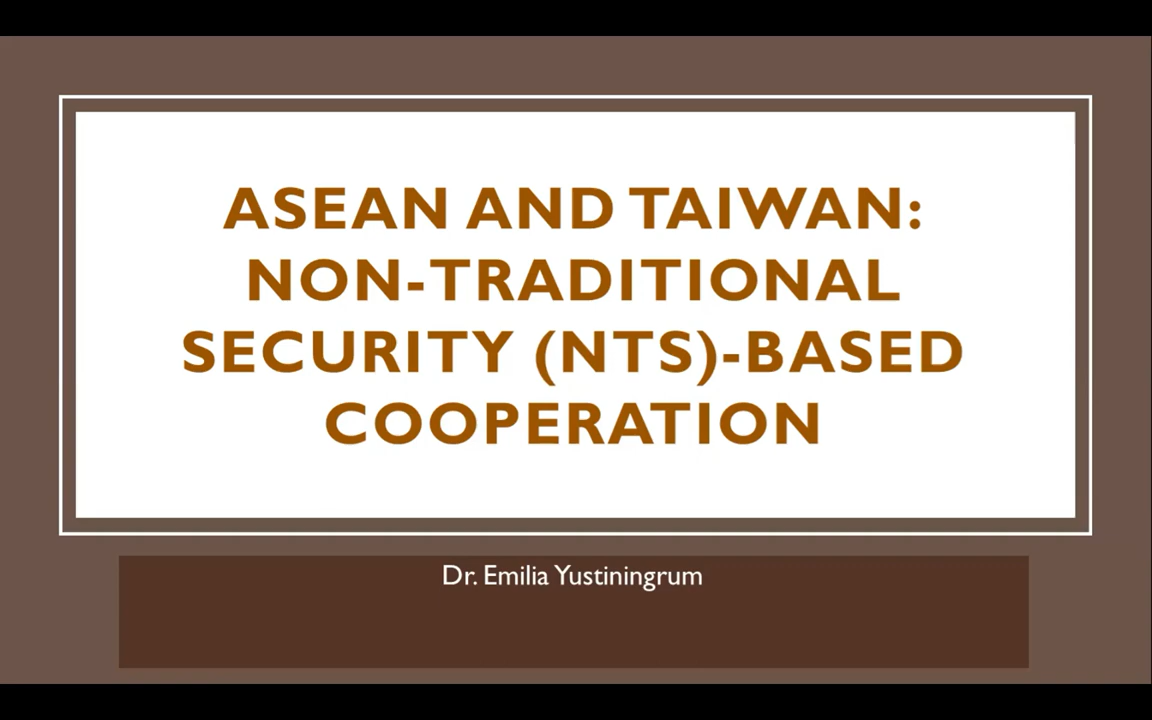 ASEAN AND TAIWAN:
NON-TRADITIONAL
SECURITY (NTS)-BASED
COOPERATION
Dr. Emilia Yustiningrum